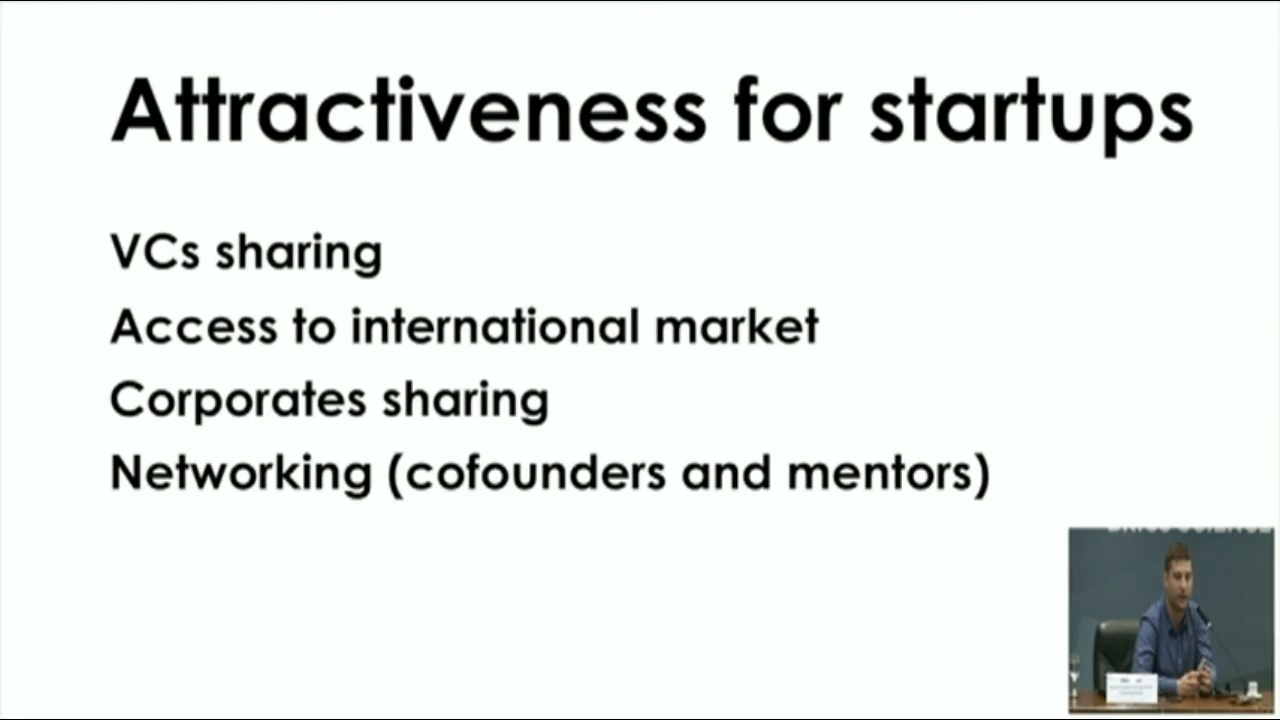 Attractiveness for startups
VCs sharing
Access to international market
Corporates sharing
Networking (cofounders and mentors)